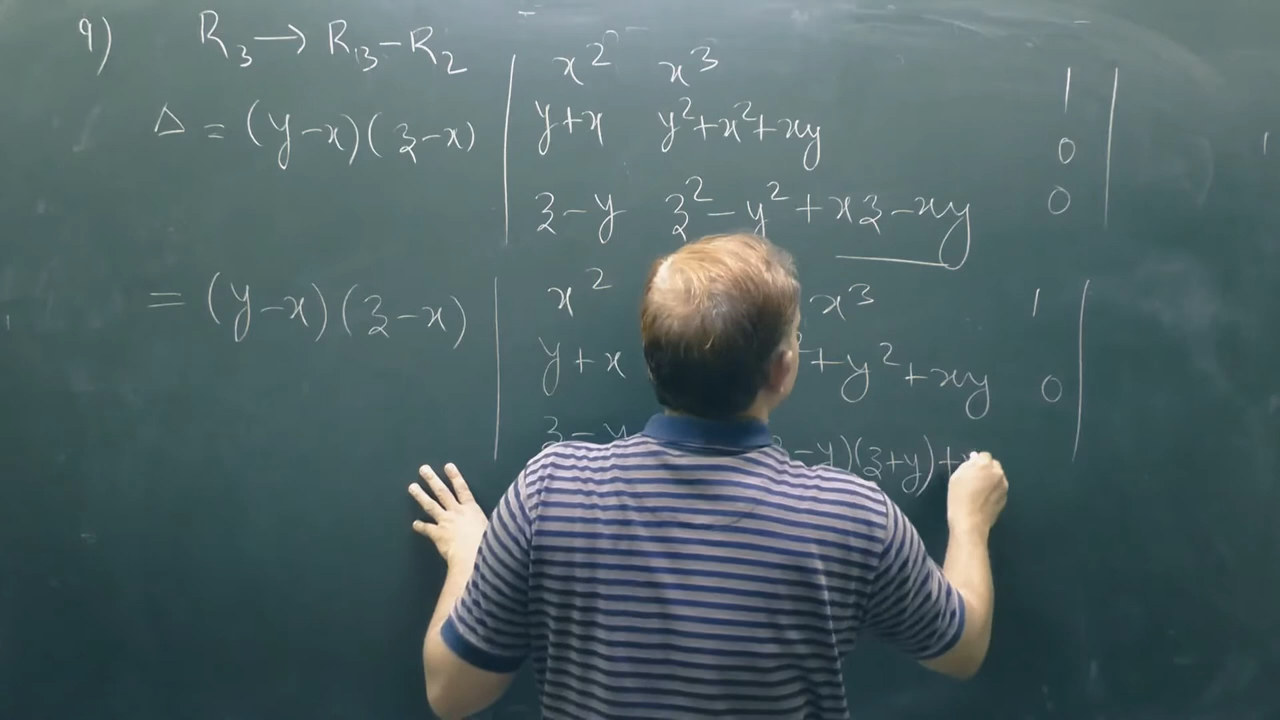 9) R₃ → R₃ – R₂
x² x³ 1
Δ = (y–x)(z–x) | y+x y²+x²+xy 0 |
z–y z²–y²+xz–xy 0
x² x³ 1
= (y–x)(z–x) | y+x +y²+xy 0 |
z–y –y)(z+y)+